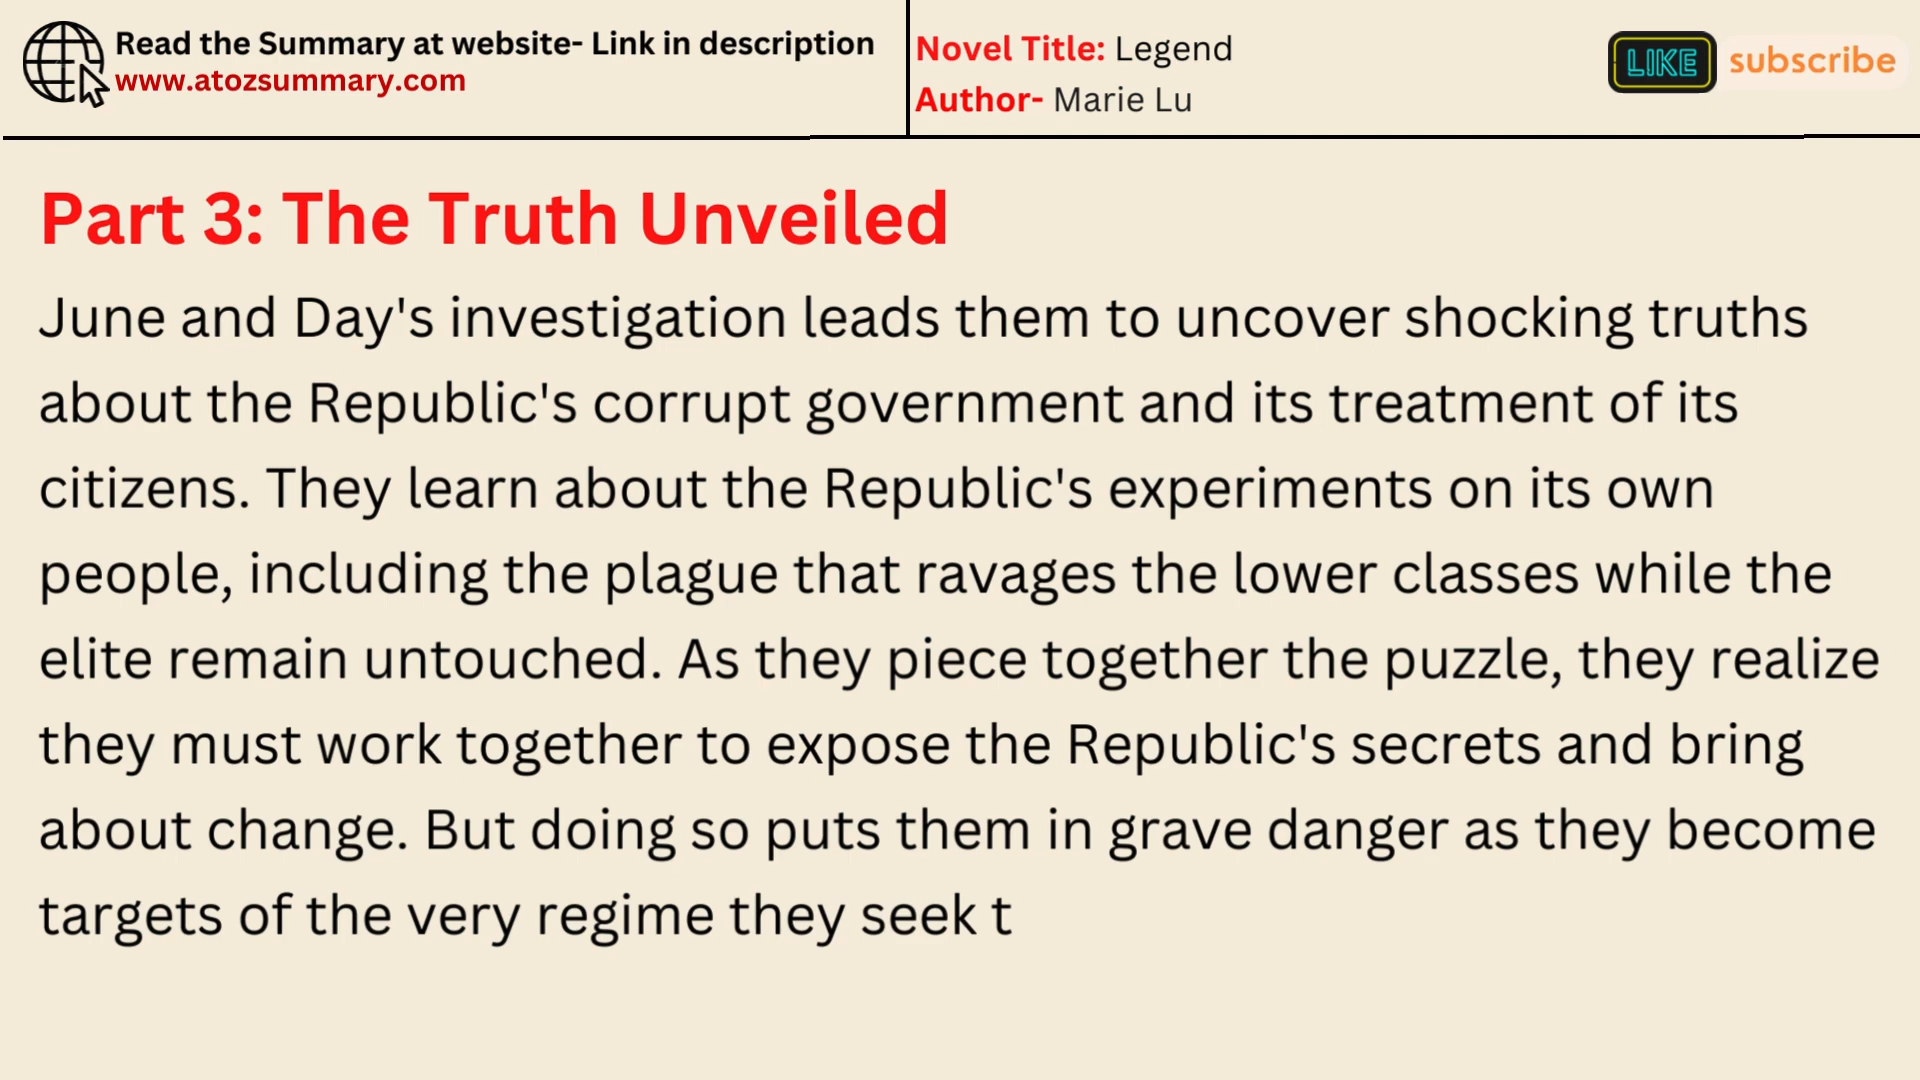 Read the Summary at website- Link in description
www.atozsummary.com
Novel Title: Legend
Author- Marie Lu
LIKE
subscribe
Part 3: The Truth Unveiled
June and Day's investigation leads them to uncover shocking truths
about the Republic's corrupt government and its treatment of its
citizens. They learn about the Republic's experiments on its own
people, including the plague that ravages the lower classes while the
elite remain untouched. As they piece together the puzzle, they realize
they must work together to expose the Republic's secrets and bring
about change. But doing so puts them in grave danger as they become
targets of the very regime they seek t